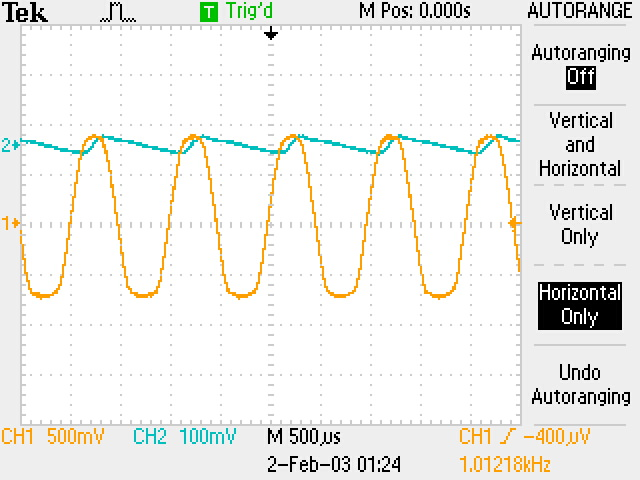 Tek T Trig'd M Pos: 0.000s AUTORANGE
Autoranging
Off
Vertical
and
Horizontal
Vertical
Only
Horizontal
Only
Undo
Autoranging
2
1
CH1 500mV CH2 100mV M 500µs CH1 -400µV
2-Feb-03 01:24 1.01218kHz